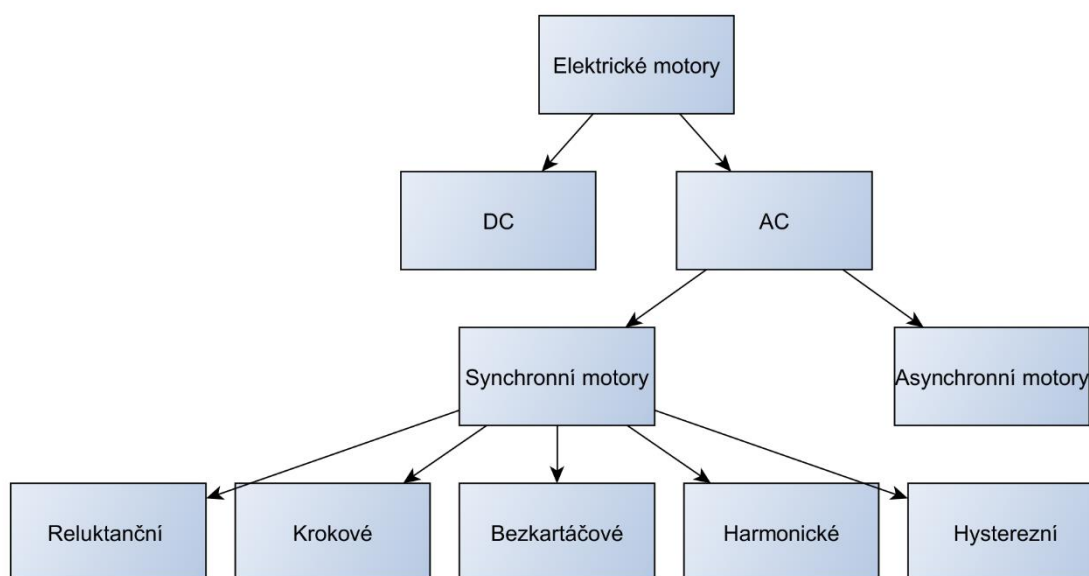 Elektrické motory
DC
AC
Synchronní motory
Asynchronní motory
Reluktanční
Krokové
Bezkartáčové
Harmonické
Hysterezní